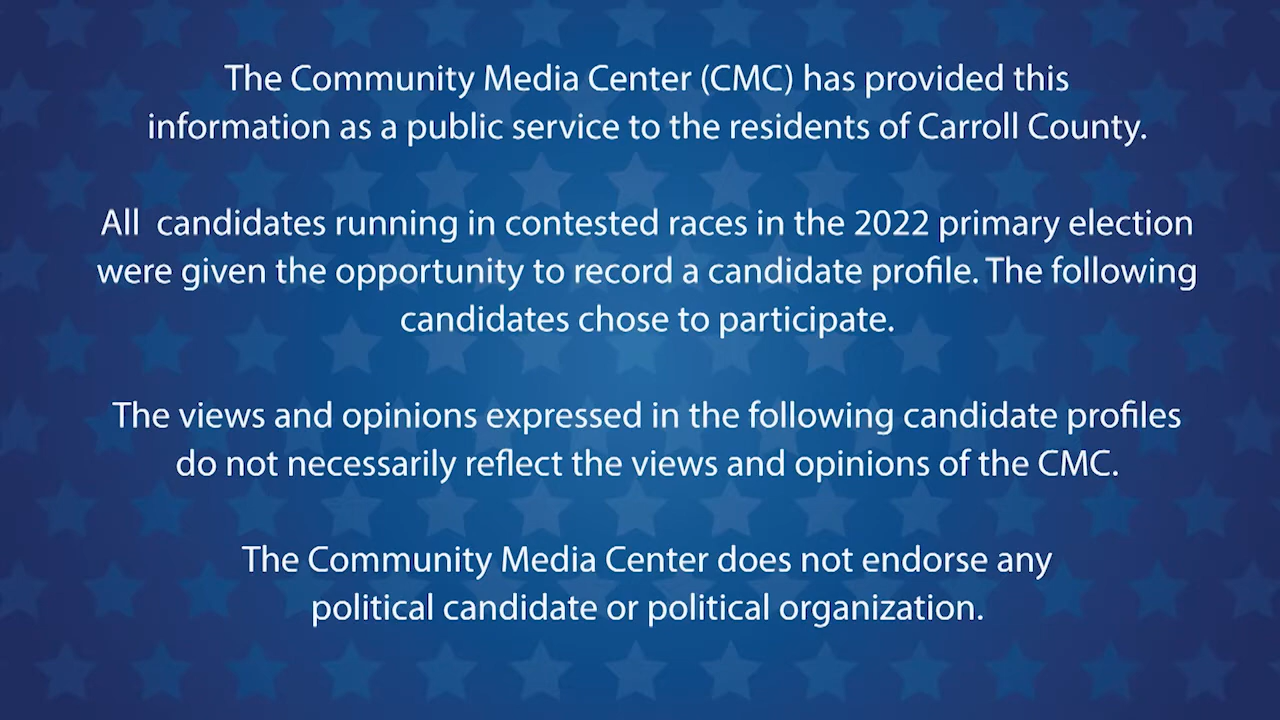 The Community Media Center (CMC) has provided this
information as a public service to the residents of Carroll County.
All  candidates running in contested races in the 2022 primary election
were given the opportunity to record a candidate profile. The following
candidates chose to participate.
The views and opinions expressed in the following candidate profiles
do not necessarily reflect the views and opinions of the CMC.
The Community Media Center does not endorse any
political candidate or political organization.